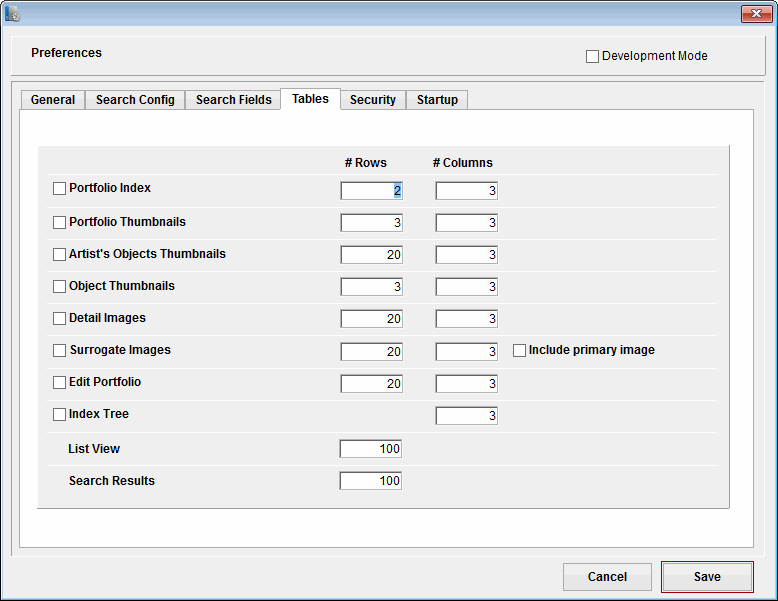 Preferences
Development Mode
General Search Config Search Fields Tables Security Startup
# Rows # Columns
Portfolio Index 2 3
Portfolio Thumbnails 3 3
Artist's Objects Thumbnails 20 3
Object Thumbnails 3 3
Detail Images 20 3
Surrogate Images 20 3 Include primary image
Edit Portfolio 20 3
Index Tree 3
List View 100
Search Results 100
Cancel Save